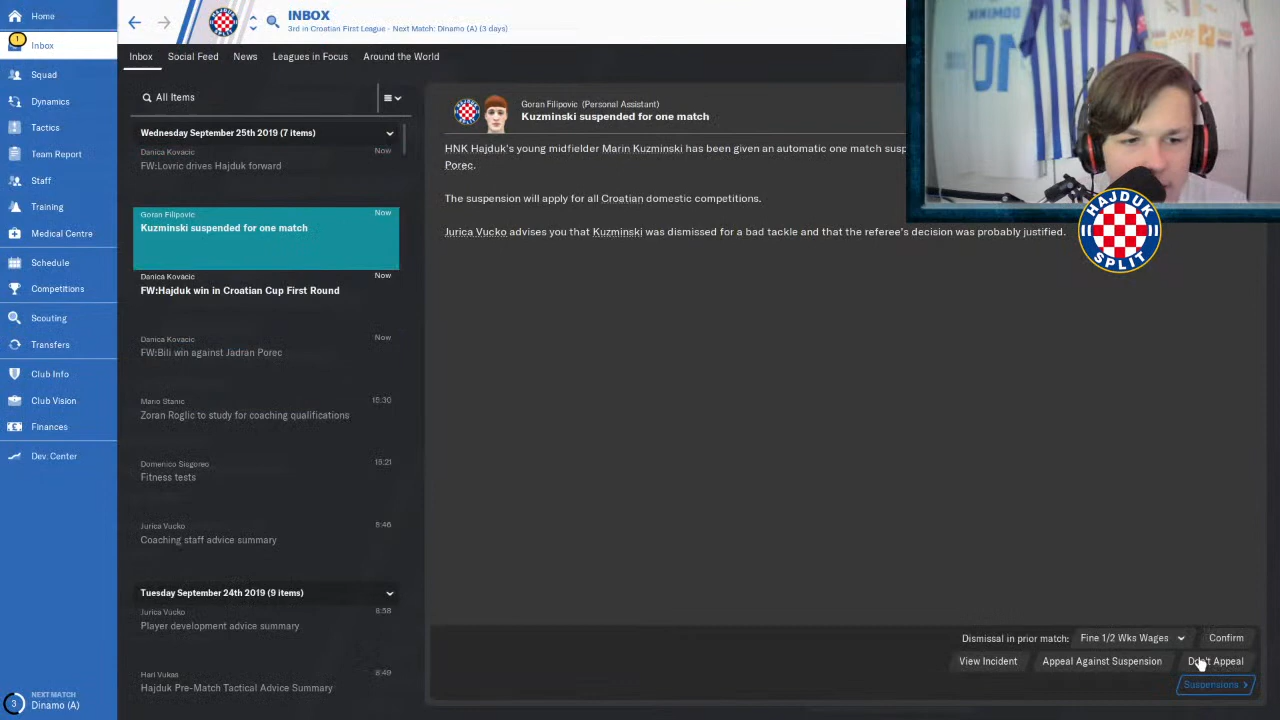 Home
1
Inbox
Squad
Dynamics
Tactics
Team Report
Staff
Training
Medical Centre
Schedule
Competitions
Scouting
Transfers
Club Info
Club Vision
Finances
Dev. Center
3
NEXT MATCH
Dinamo (A)
INBOX
3rd in Croatian First League - Next Match: Dinamo (A) (3 days)
Inbox Social Feed News Leagues in Focus Around the World
All Items
Wednesday September 25th 2019 (7 items)
Danica Kovacic Now
FW:Lovric drives Hajduk forward
Goran Filipovic Now
Kuzminski suspended for one match
Danica Kovacic Now
FW:Hajduk win in Croatian Cup First Round
Danica Kovacic Now
FW:Bili win against Jadran Porec
Mario Stanic 15:30
Zoran Roglic to study for coaching qualifications
Domenico Sisgoreo 15:21
Fitness tests
Jurica Vucko 8:46
Coaching staff advice summary
Tuesday September 24th 2019 (9 items)
Jurica Vucko 8:58
Player development advice summary
Hari Vukas 8:49
Hajduk Pre-Match Tactical Advice Summary
Goran Filipovic (Personal Assistant)
Kuzminski suspended for one match
HNK Hajduk's young midfielder Marin Kuzminski has been given an automatic one match susp
Porec.
The suspension will apply for all Croatian domestic competitions.
Jurica Vucko advises you that Kuzminski was dismissed for a bad tackle and that the referee's decision was probably justified.
Dismissal in prior match: Fine 1/2 Wks Wages Confirm
View Incident Appeal Against Suspension Don't Appeal
Suspensions >
DOMINIK
10
HAJDUK
SPLIT